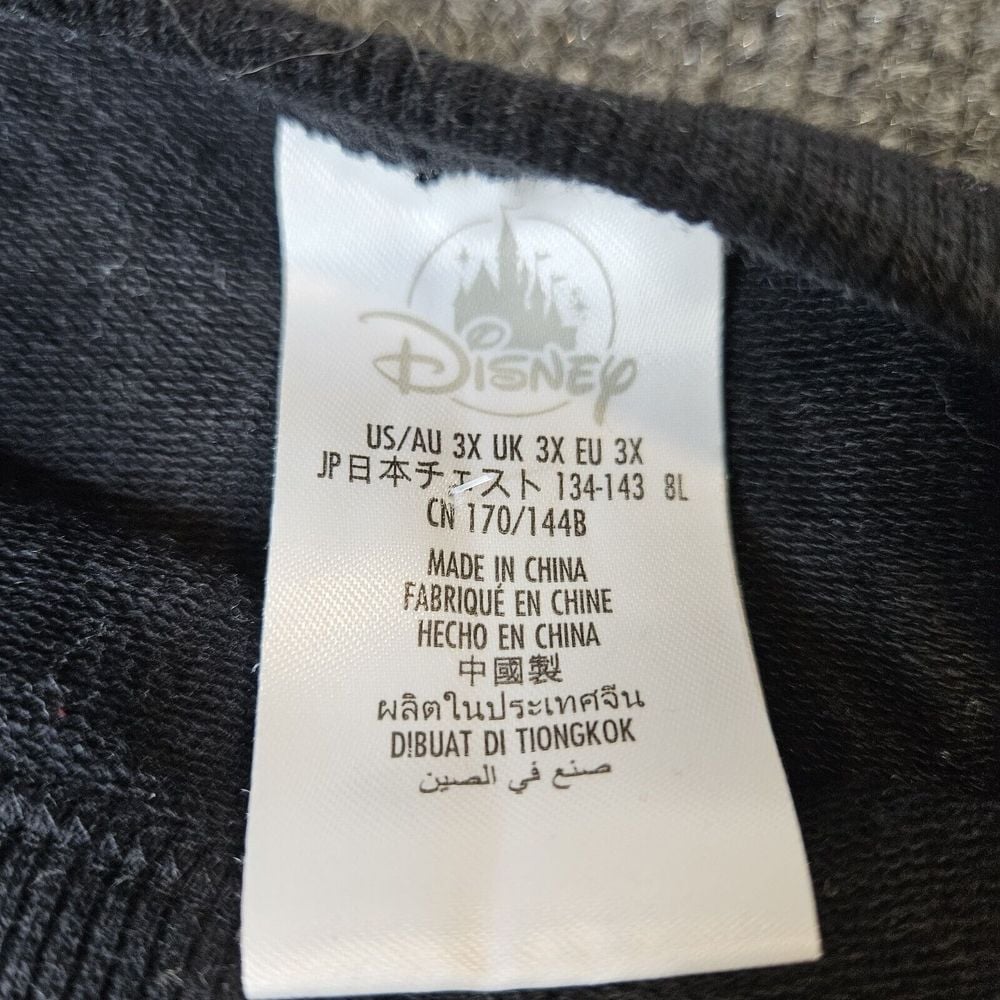 Disney
US/AU 3X UK 3X EU 3X
JP日本チェスト 134-143 8L
CN 170/144B
MADE IN CHINA
FABRIQUÉ EN CHINE
HECHO EN CHINA
中國製
ผลิตในประเทศจีน
DIBUAT DI TIONGKOK
صنع في الصين